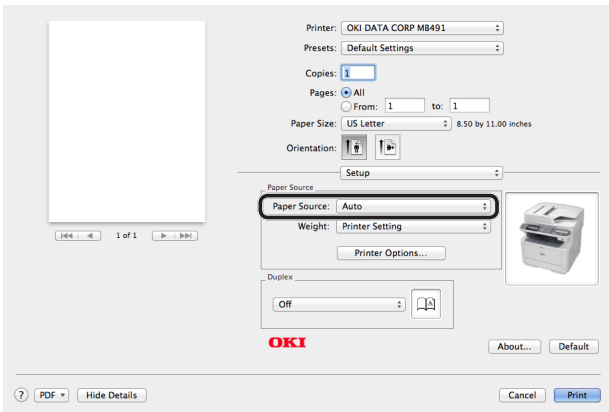 Printer: OKI DATA CORP MB491
Presets: Default Settings
Copies: 1
Pages: All
From: 1 to: 1
Paper Size: US Letter 8.50 by 11.00 inches
Orientation:
Setup
Paper Source
Paper Source: Auto
Weight: Printer Setting
1 of 1
Printer Options...
Duplex
Off
A
OKI
About... Default
? PDF Hide Details Cancel Print